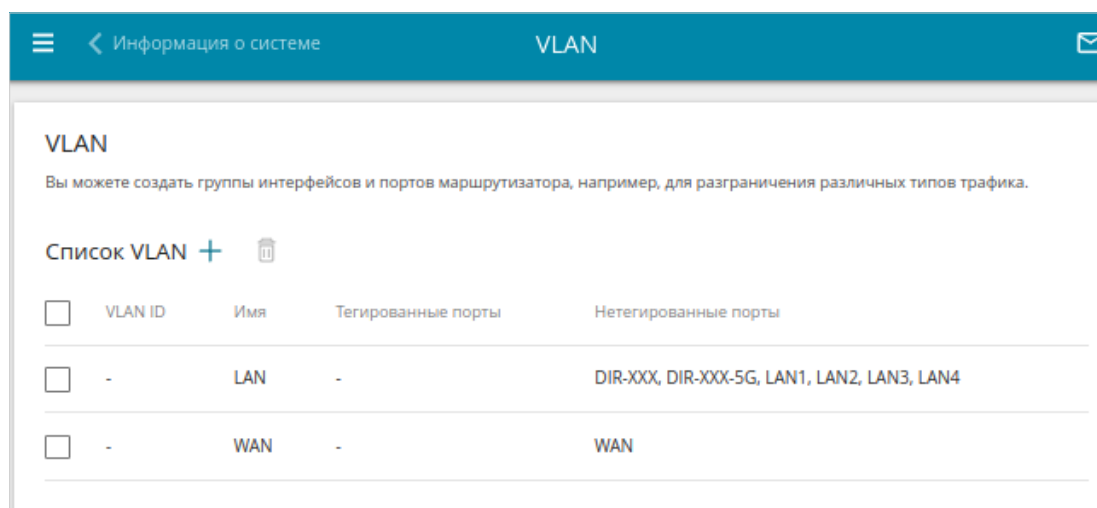 Информация о системе VLAN
VLAN
Вы можете создать группы интерфейсов и портов маршрутизатора, например, для разграничения различных типов трафика.
Список VLAN
VLAN ID Имя Тегированные порты Нетегированные порты
- LAN - DIR-XXX, DIR-XXX-5G, LAN1, LAN2, LAN3, LAN4
- WAN - WAN